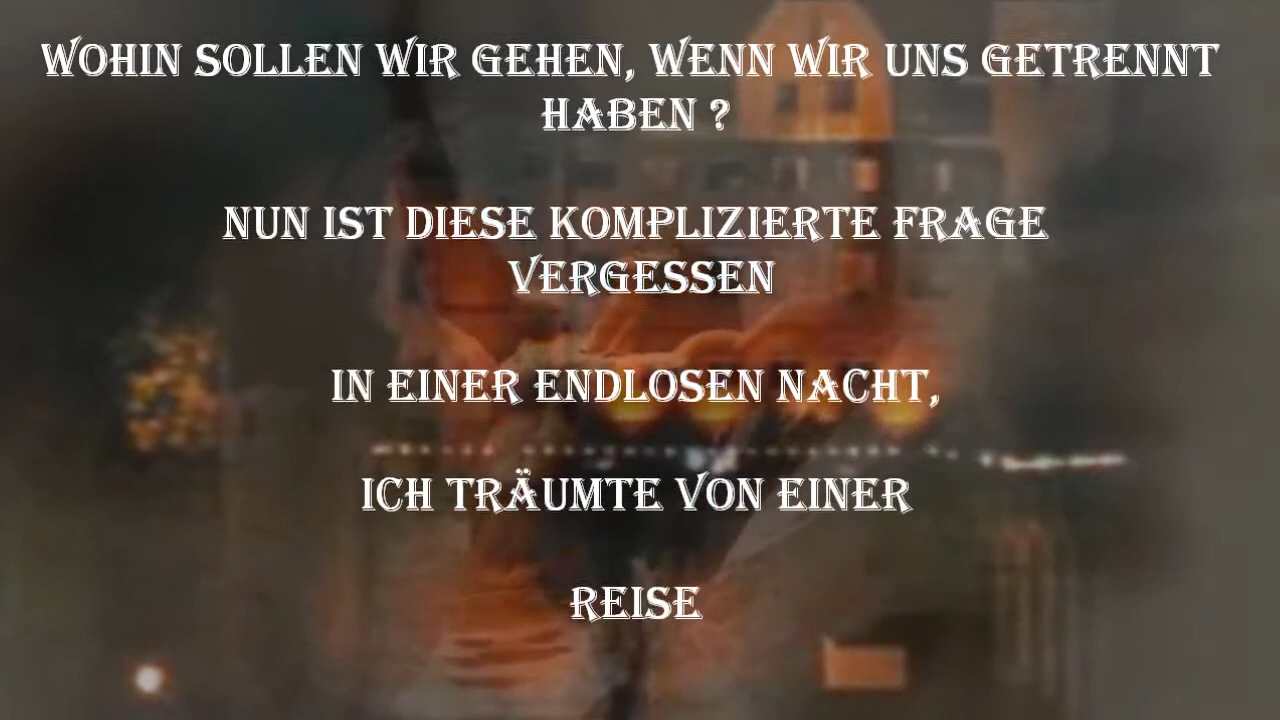 WOHIN SOLLEN WIR GEHEN, WENN WIR UNS GETRENNT
HABEN ?
NUN IST DIESE KOMPLIZIERTE FRAGE
VERGESSEN
IN EINER ENDLOSEN NACHT,
ICH TRÄUMTE VON EINER
REISE